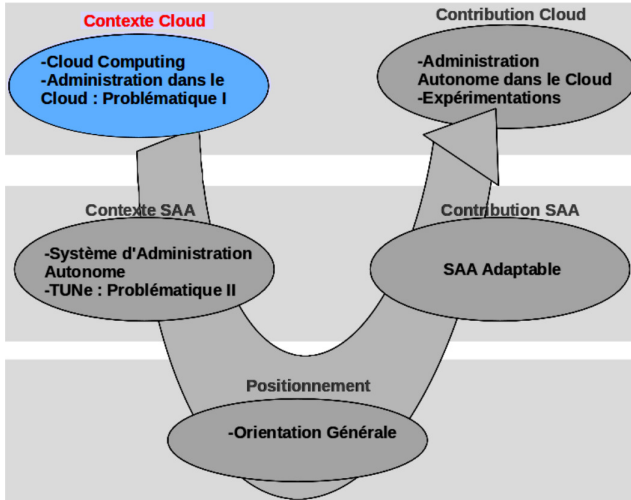 Contexte Cloud
-Cloud Computing
-Administration dans le
Cloud : Problématique I
Contribution Cloud
-Administration
Autonome dans le Cloud
-Expérimentations
Contexte SAA
-Système d'Administration
Autonome
-TUNe : Problématique II
Contribution SAA
SAA Adaptable
Positionnement
-Orientation Générale